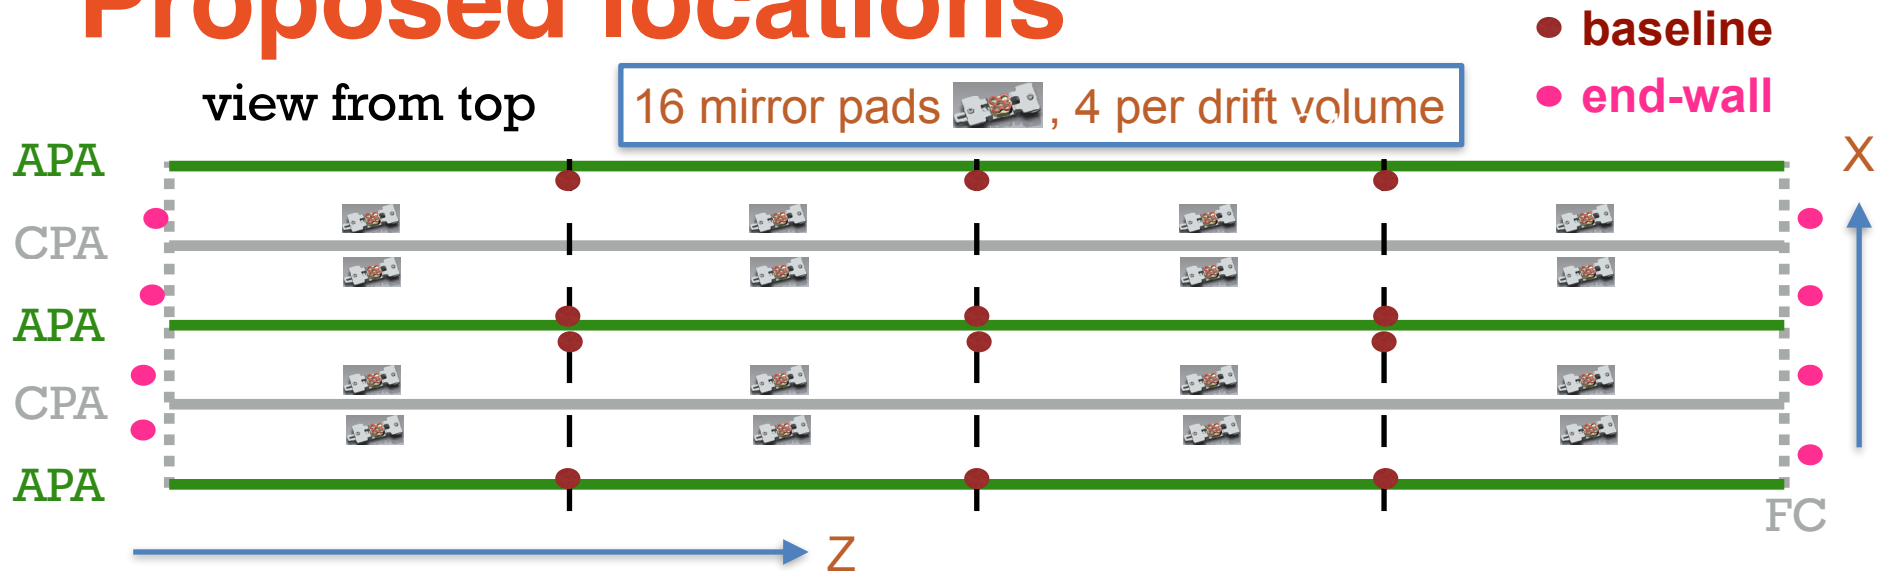 Proposed locations
baseline
end-wall
view from top
16 mirror pads , 4 per drift volume
APA
X
CPA
APA
CPA
APA
FC
Z